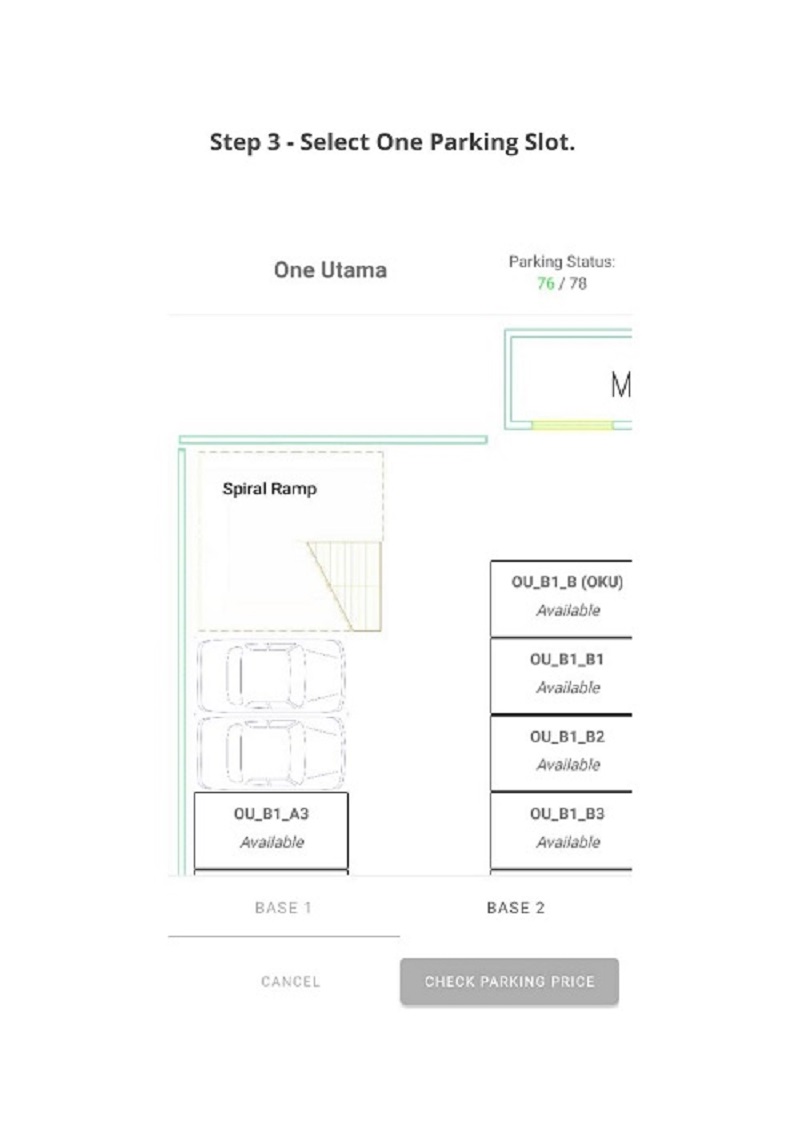 Step 3 - Select One Parking Slot.
One Utama
Parking Status:
76 / 78
M
Spiral Ramp
OU_B1_B (OKU)
Available
OU_B1_B1
Available
OU_B1_B2
Available
OU_B1_A3
Available
OU_B1_B3
Available
BASE 1
BASE 2
CANCEL
CHECK PARKING PRICE